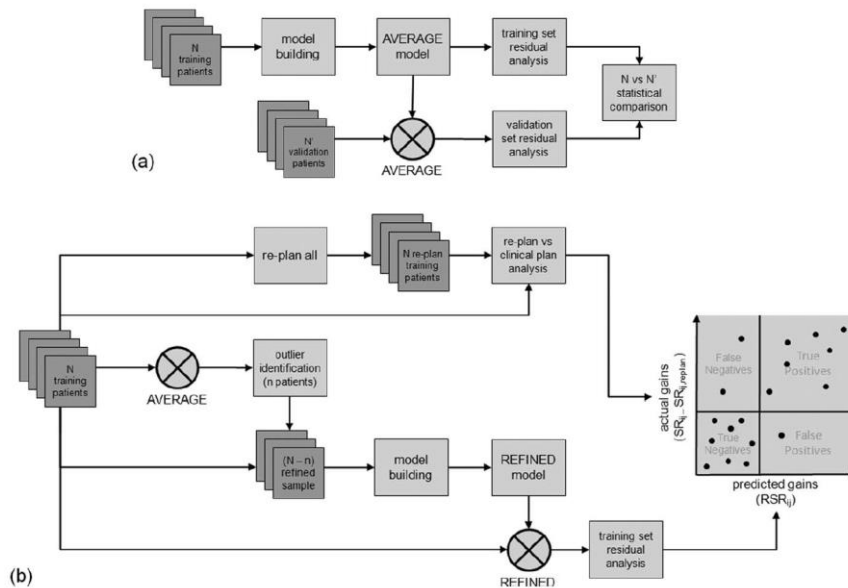 N
training
patients
model
building
AVERAGE
model
training set
residual
analysis
N vs N'
statistical
comparison
N'
validation
patients
AVERAGE
validation
set residual
analysis
(a)
re-plan all
N re-plan
training
patients
re-plan vs
clinical plan
analysis
N
training
patients
AVERAGE
outlier
identification
(n patients)
(N – n)
refined
sample
model
building
REFINED
model
REFINED
training set
residual
analysis
actual gains
(SRij – SRij,replan)
False
Negatives
True
Positives
True
Negatives
False
Positives
predicted gains
(RSRij)
(b)